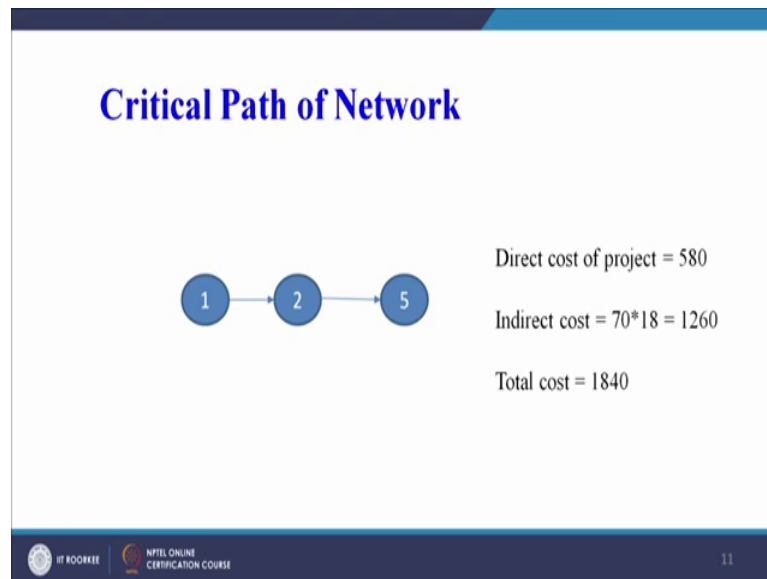 Critical Path of Network
1
2
5
Direct cost of project = 580
Indirect cost = 70*18 = 1260
Total cost = 1840
IIT ROORKEE
NPTEL ONLINE
CERTIFICATION COURSE
11